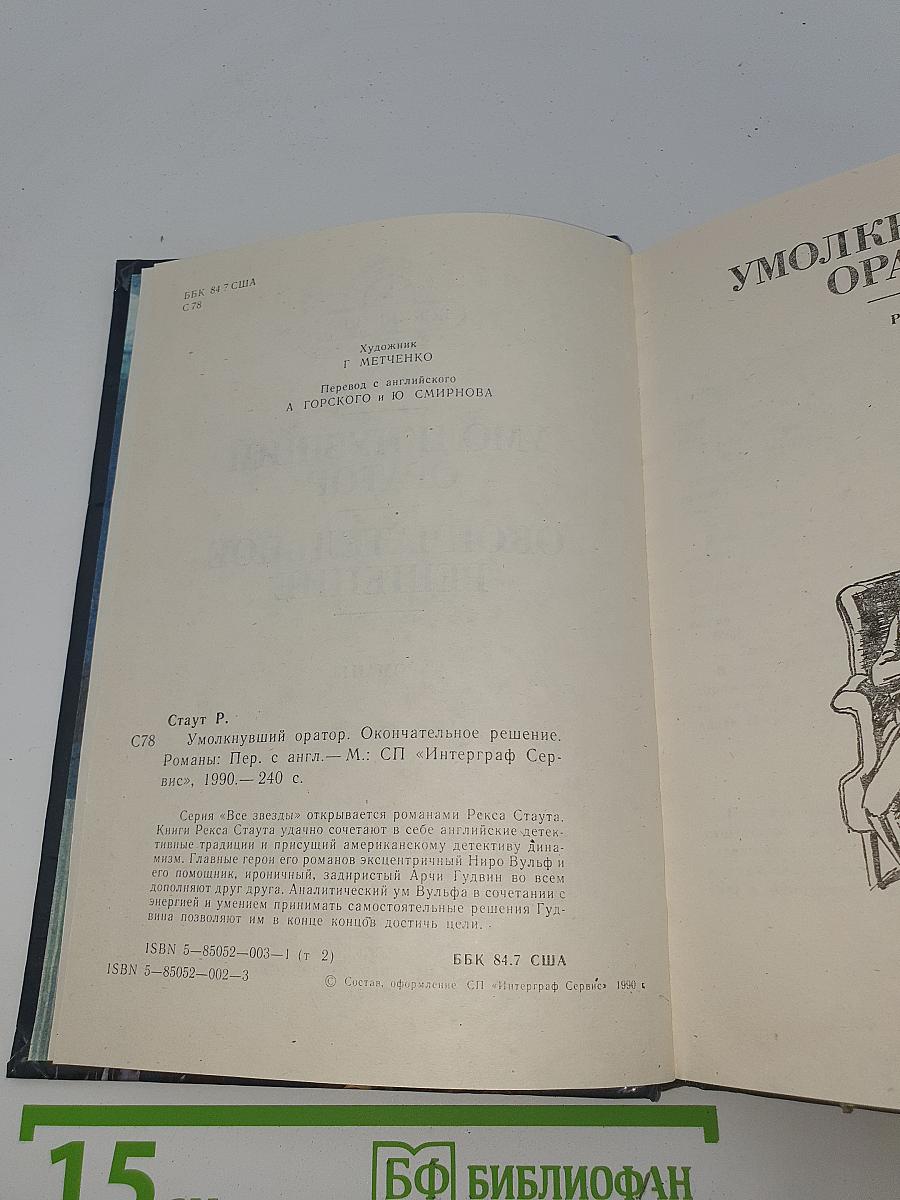 ББК 84.7 США
С78
Художник
Г МЕТЧЕНКО
Перевод с английского
А ГОРСКОГО и Ю СМИРНОВА
Стаут Р.
С78 Умолкнувший оратор. Окончательное решение.
Романы: Пер. с англ.— М.: СП «Интерграф Сер-
вис», 1990.— 240 с.
Серия «Все звезды» открывается романами Рекса Стаута.
Книги Рекса Стаута удачно сочетают в себе английские детек-
тивные традиции и присущий американскому детективу дина-
мизм. Главные герои его романов эксцентричный Ниро Вульф и
его помощник, ироничный, задиристый Арчи Гудвин во всем
дополняют друг друга. Аналитический ум Вульфа в сочетании с
энергией и умением принимать самостоятельные решения Гуд-
вина позволяют им в конце концов достичь цели.
ISBN 5—85052—003—1 (т 2)
ISBN 5—85052—002—3
ББК 84.7 США
© Состав, оформление СП «Интерграф Сервис» 1990 г.
УМОЛК
ОРА
Р
15 см
БФ БИБЛИОФАН